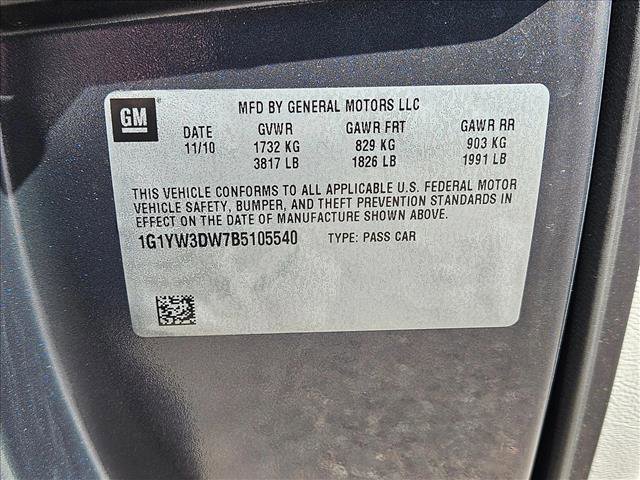 GM
MFD BY GENERAL MOTORS LLC
DATE GVWR GAWR FRT GAWR RR
11/10 1732 KG 829 KG 903 KG
3817 LB 1826 LB 1991 LB
THIS VEHICLE CONFORMS TO ALL APPLICABLE U.S. FEDERAL MOTOR
VEHICLE SAFETY, BUMPER, AND THEFT PREVENTION STANDARDS IN
EFFECT ON THE DATE OF MANUFACTURE SHOWN ABOVE.
1G1YW3DW7B5105540 TYPE: PASS CAR